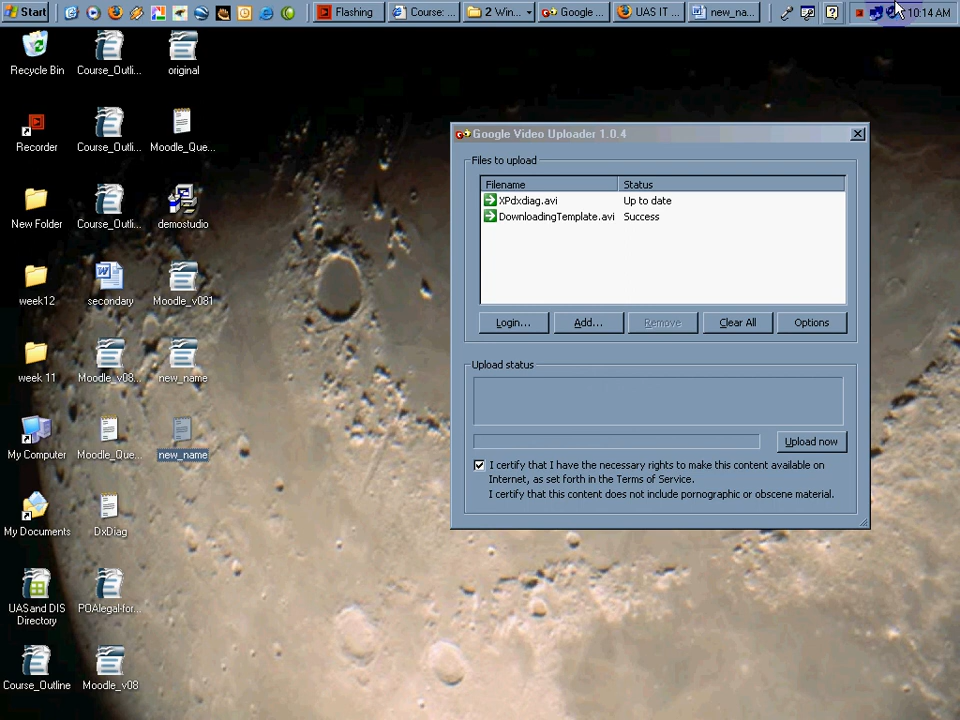 Start
Flashing
Course: ...
2 Win...
Google ...
UAS IT ...
new_na...
10:14 AM
Recycle Bin
Course_Outli...
original
Recorder
Course_Outli...
Moodle_Que...
New Folder
Course_Outli...
demostudio
week12
secondary
Moodle_v081
week 11
Moodle_v08...
new_name
My Computer
Moodle_Que...
new_name
My Documents
DxDiag
UASand DIS
Directory
POAlegal-for...
Course_Outline
Moodle_v08
Google Video Uploader 1.0.4
Files to upload
Filename Status
XPdxdiag.avi Up to date
DownloadingTemplate.avi Success
Login... Add... Remove Clear All Options
Upload status
Upload now
I certify that I have the necessary rights to make this content available on
Internet, as set forth in the Terms of Service.
I certify that this content does not include pornographic or obscene material.